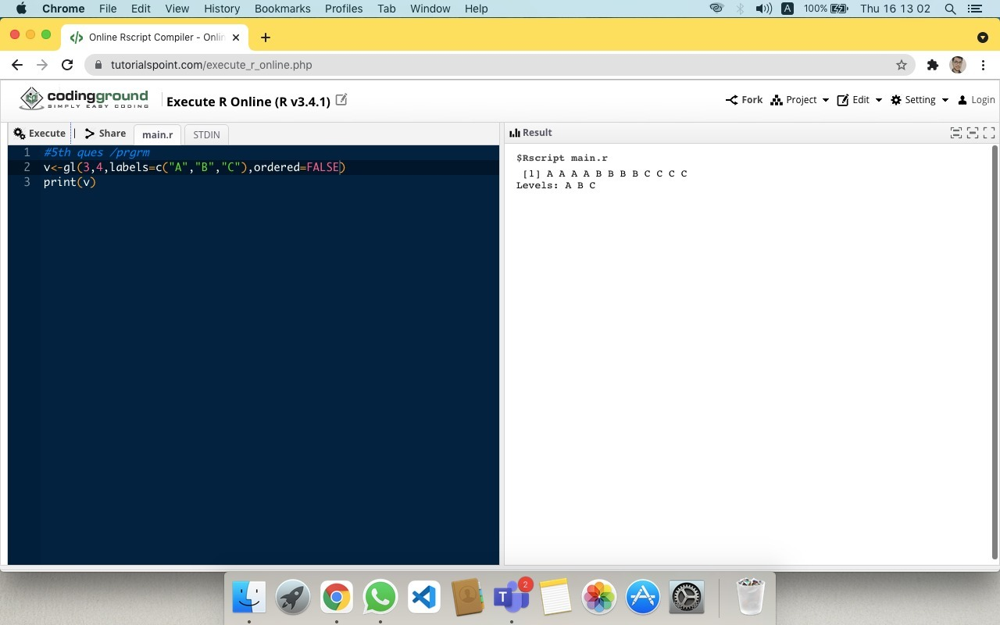 Chrome File Edit View History Bookmarks Profiles Tab Window Help A 100% Thu 16 13 02
Online Rscript Compiler - Onlin
tutorialspoint.com/execute_r_online.php
codingground
SIMPLY EASY CODING
Execute R Online (R v3.4.1)
Fork Project Edit Setting Login
Execute Share main.r STDIN
Result
1 #5th ques /prgrm
2 v<-gl(3,4,labels=c("A","B","C"),ordered=FALSE)
3 print(v)
$Rscript main.r
[1] A A A A B B B B C C C C
Levels: A B C
T 2